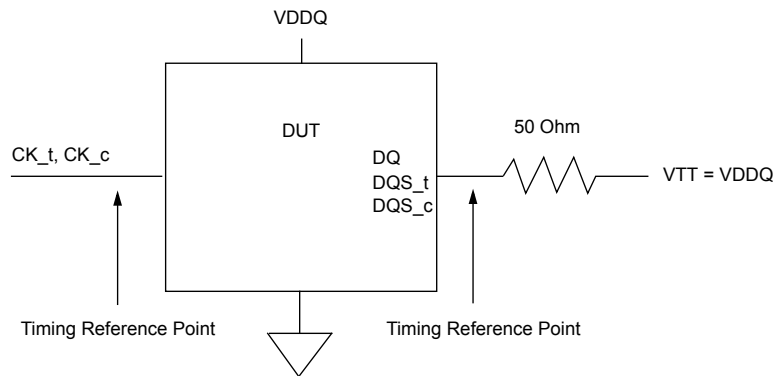 VDDQ
DUT
50 Ohm
CK_t, CK_c
DQ
DQS_t
DQS_c
VTT = VDDQ
Timing Reference Point
Timing Reference Point